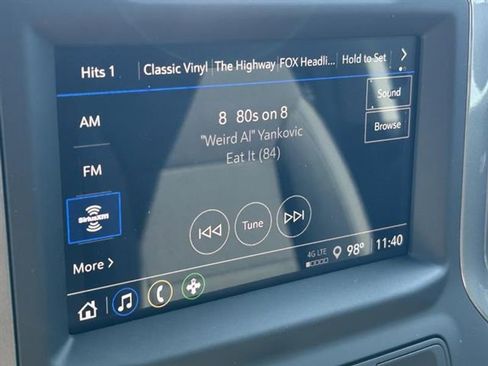 Hits 1 Classic Vinyl The Highway FOX Headli... Hold to Set >
AM
8 80s on 8
Sound
"Weird Al" Yankovic
Browse
Eat It (84)
FM
SiriusXM
Tune
More >
4G LTE
98° 11:40